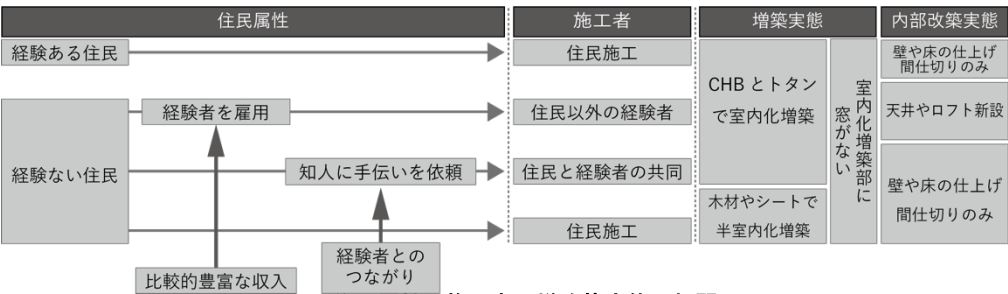 住民属性
施工者
増築実態
内部改築実態
経験ある住民
住民施工
CHB とトタン
で室内化増築
室内化増築部に
窓がない
壁や床の仕上げ
間仕切りのみ
経験ない住民
経験者を雇用
住民以外の経験者
天井やロフト新設
知人に手伝いを依頼
住民と経験者の共同
壁や床の仕上げ
間仕切りのみ
住民施工
木材やシートで
半室内化増築
比較的豊富な収入
経験者との
つながり